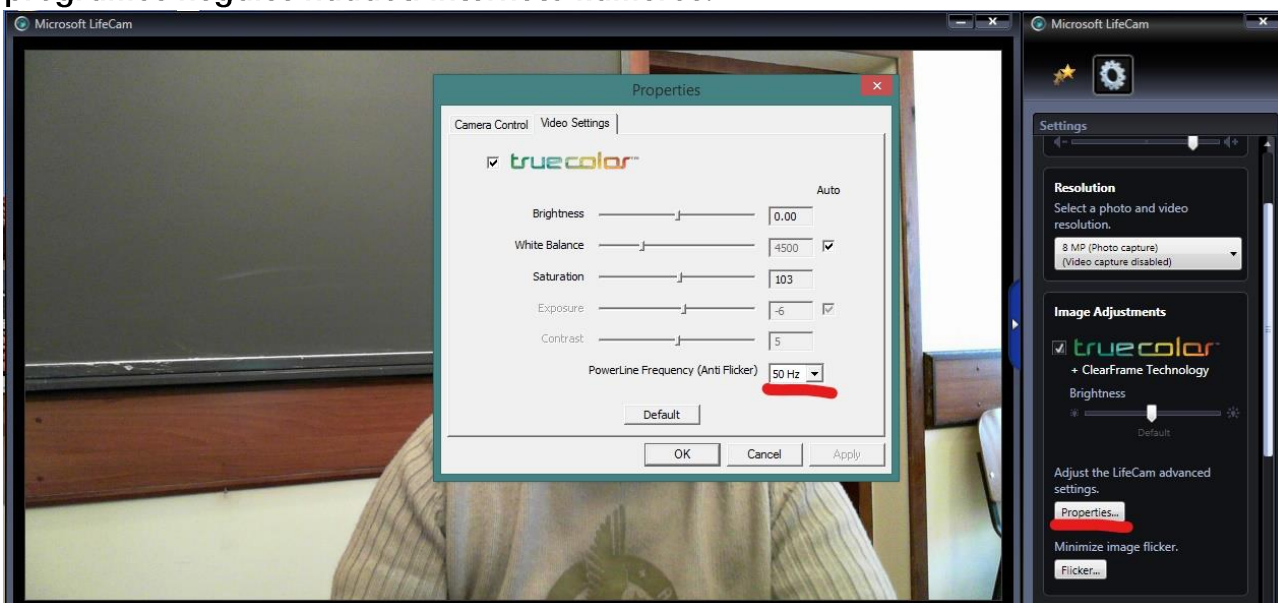 Microsoft LifeCam
Properties
Camera Control Video Settings
truecolor™
Auto
Brightness 0.00
White Balance 4500
Saturation 103
Exposure -6
Contrast 5
PowerLine Frequency (Anti Flicker) 50 Hz
Default
OK Cancel Apply
Microsoft LifeCam
Settings
Resolution
Select a photo and video
resolution.
8 MP (Photo capture)
(Video capture disabled)
Image Adjustments
truecolor™
+ ClearFrame Technology
Brightness
Default
Adjust the LifeCam advanced
settings.
Properties...
Minimize image flicker.
Flicker...